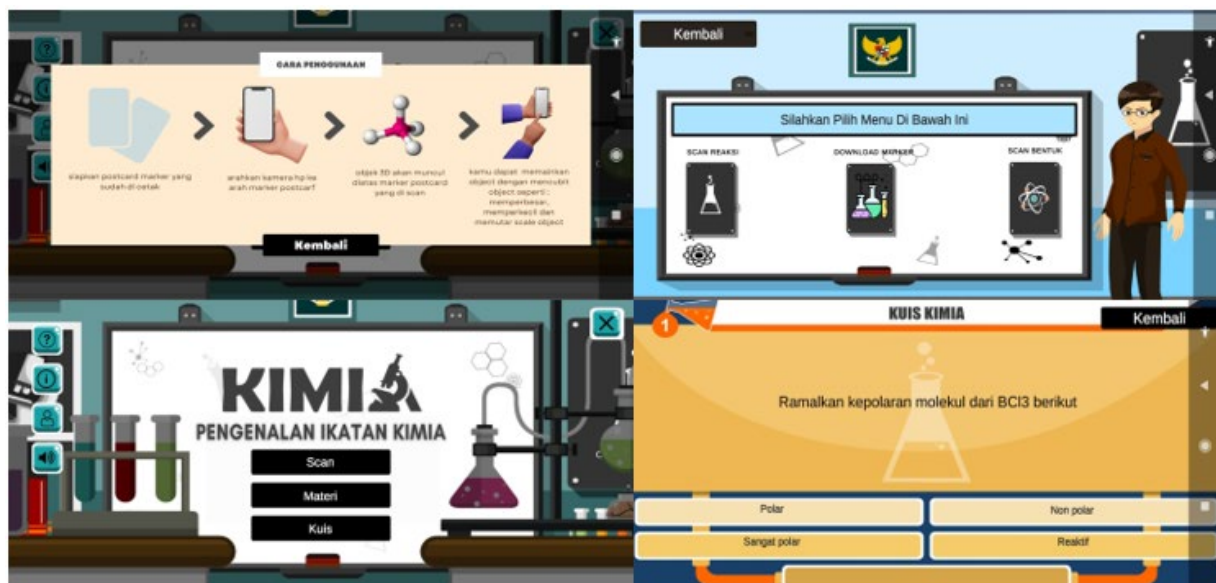 CARA PENGGUNAAN
siapkan postcard marker yang
sudah di cetak
arahkan kamera hp ke
arah marker postcarf
objek 3D akan muncul
diatas marker postcard
yang di scan
kamu dapat memainkan
object dengan mencubit
object seperti :
memperbesar,
memperkecil dan
memutar scale object
Kembali
Kembali
Silahkan Pilih Menu Di Bawah Ini
SCAN REAKSI
DOWNLOAD MARKER
SCAN BENTUK
KIMIA
PENGENALAN IKATAN KIMIA
Scan
Materi
Kuis
1
KUIS KIMIA
Kembali
Ramalkan kepolaran molekul dari BCl3 berikut
Polar
Non polar
Sangat polar
Reaktif